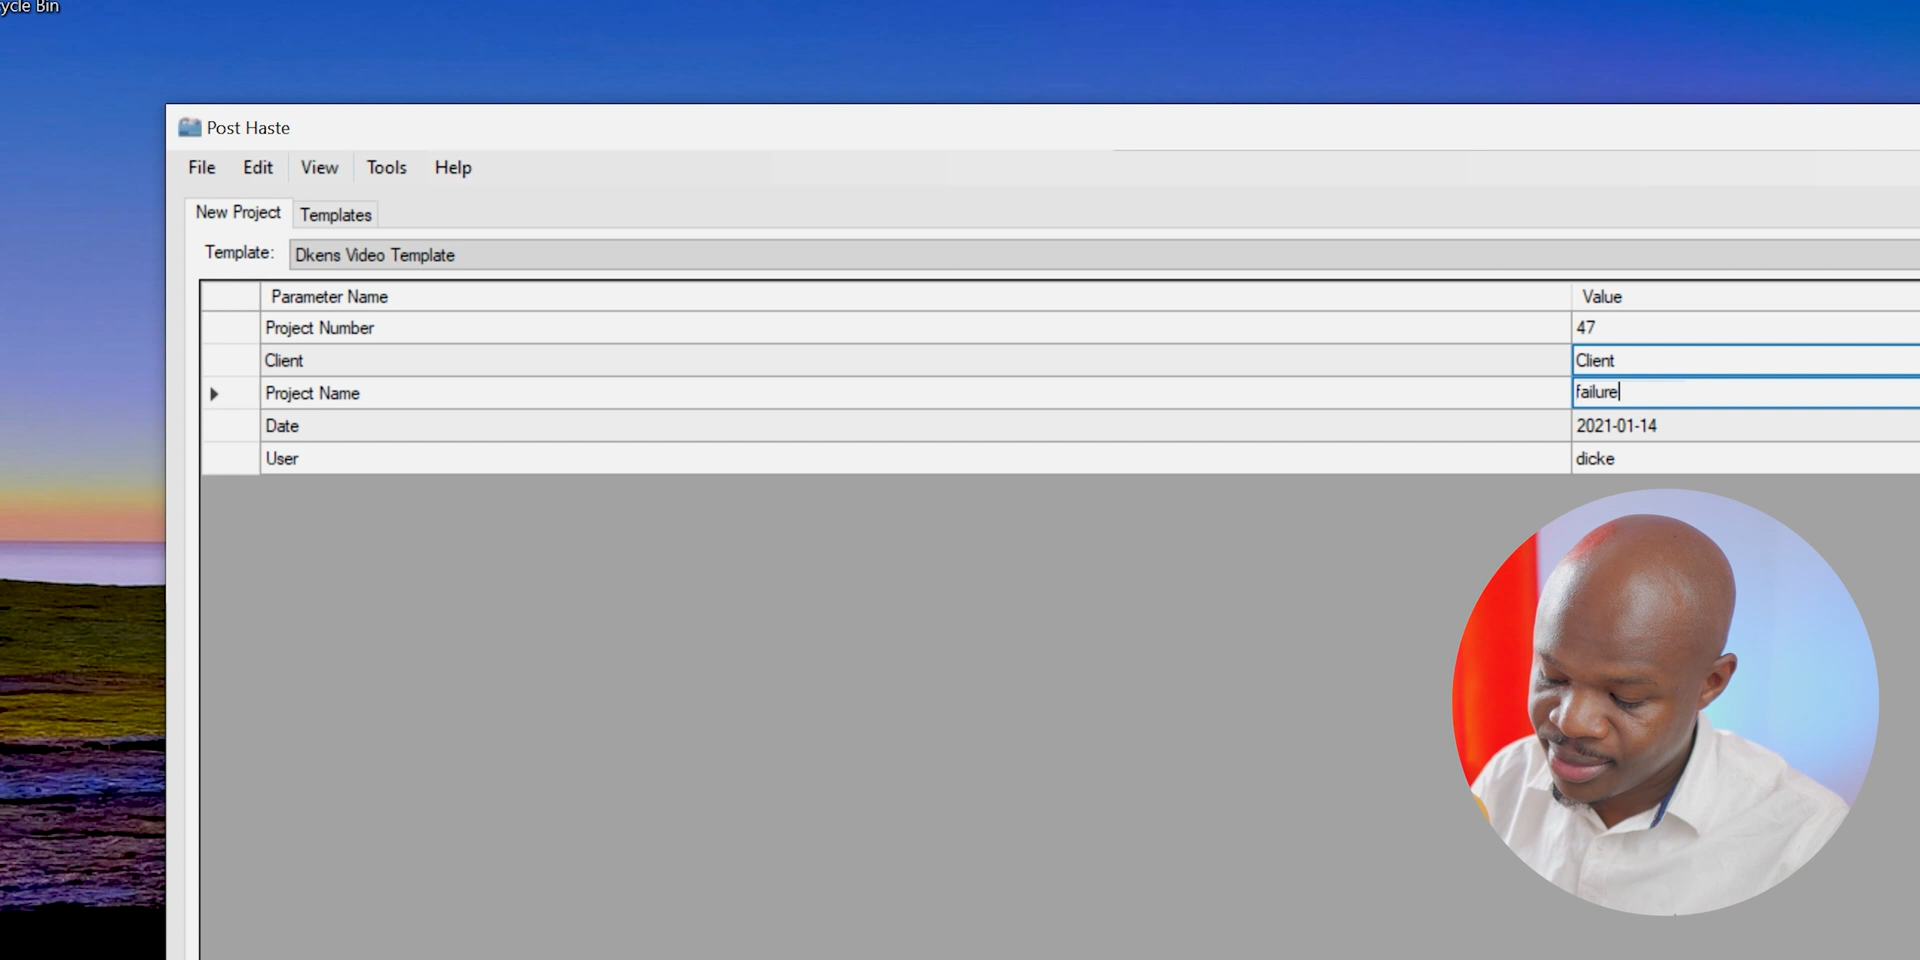 ycle Bin
Post Haste
File Edit View Tools Help
New Project Templates
Template: Dkens Video Template
Parameter Name Value
Project Number 47
Client Client
Project Name failure
Date 2021-01-14
User dicke